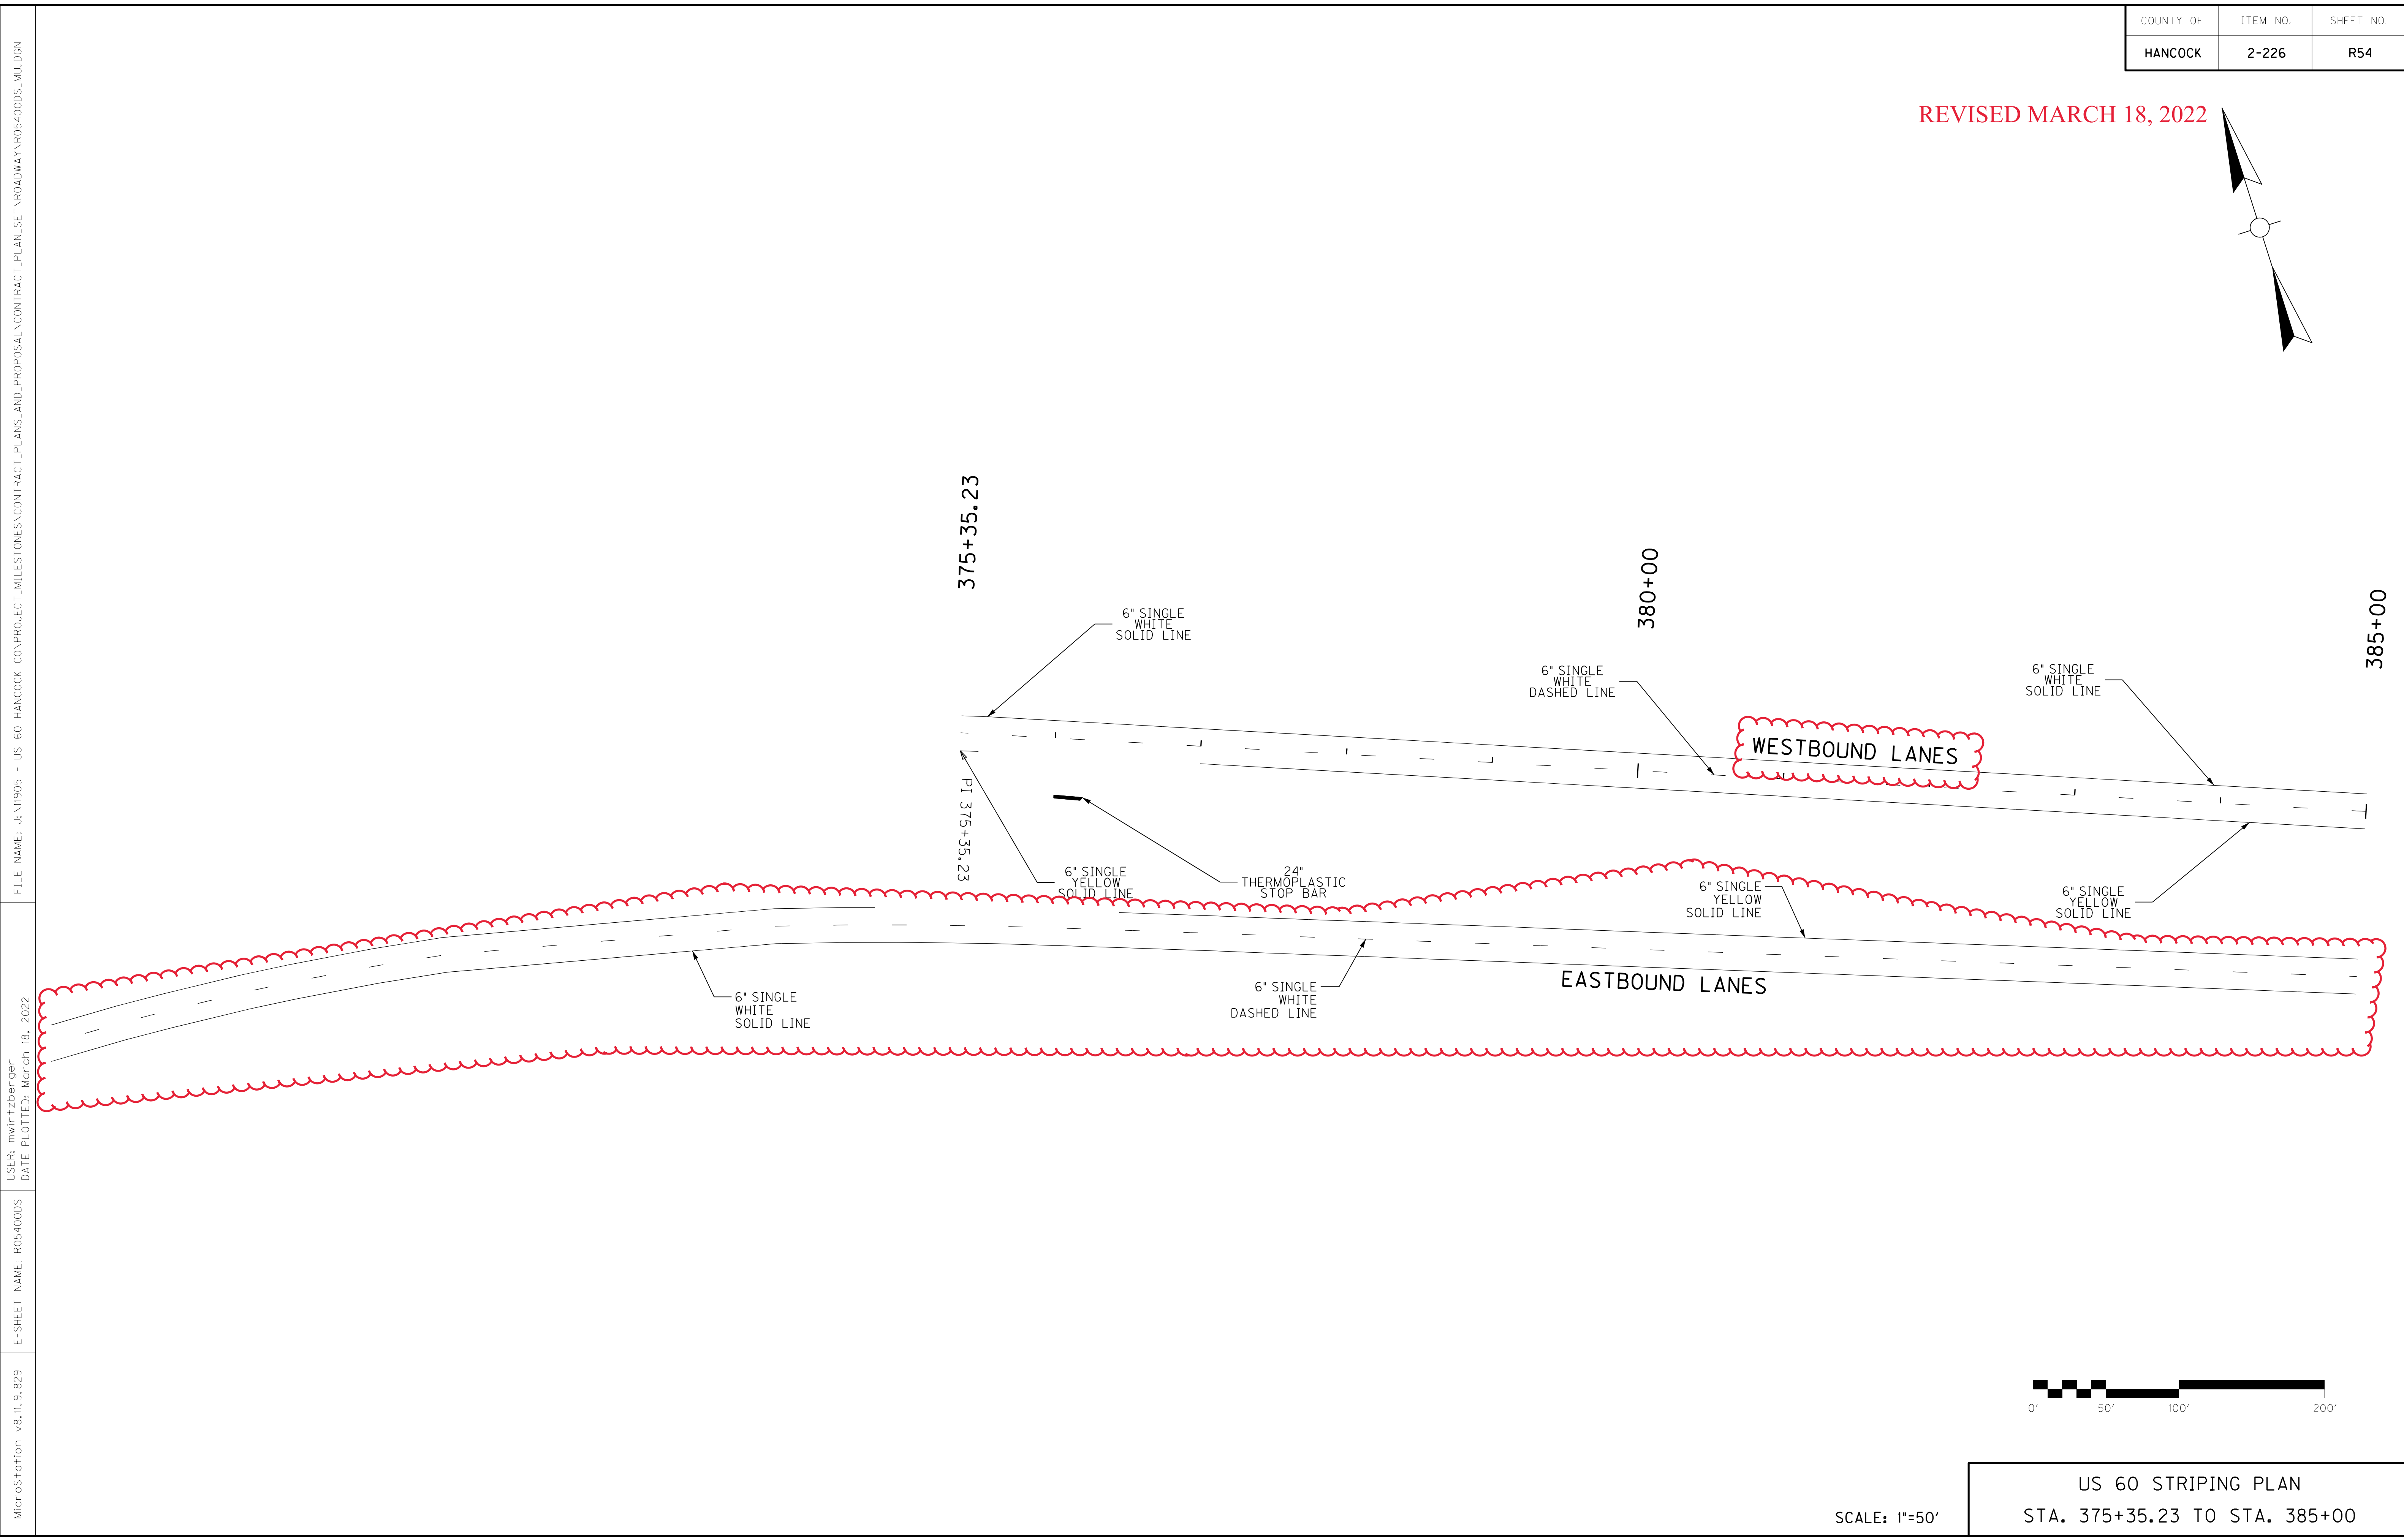 COUNTY OF
ITEM NO.
SHEET NO.
HANCOCK
2-226
R54
REVISED MARCH 18, 2022
375+35.23
380+00
385+00
6" SINGLE
WHITE
SOLID LINE
6" SINGLE
WHITE
DASHED LINE
6" SINGLE
WHITE
SOLID LINE
WESTBOUND LANES
PI 375+35.23
6" SINGLE
YELLOW
SOLID LINE
24"
THERMOPLASTIC
STOP BAR
6" SINGLE
YELLOW
SOLID LINE
6" SINGLE
YELLOW
SOLID LINE
EASTBOUND LANES
6" SINGLE
WHITE
SOLID LINE
6" SINGLE
WHITE
DASHED LINE
0'
50'
100'
200'
SCALE: 1"=50'
US 60 STRIPING PLAN
STA. 375+35.23 TO STA. 385+00
FILE NAME: J:\11905 - US 60 HANCOCK CO\PROJECT_MILESTONES\CONTRACT_PLANS_AND_PROPOSAL\CONTRACT_PLAN_SET\ROADWAY\R05400DS_MU.DGN
USER: mwirtzberger
DATE PLOTTED: March 18, 2022
E-SHEET NAME: R05400DS
MicroStation v8.11.9.829